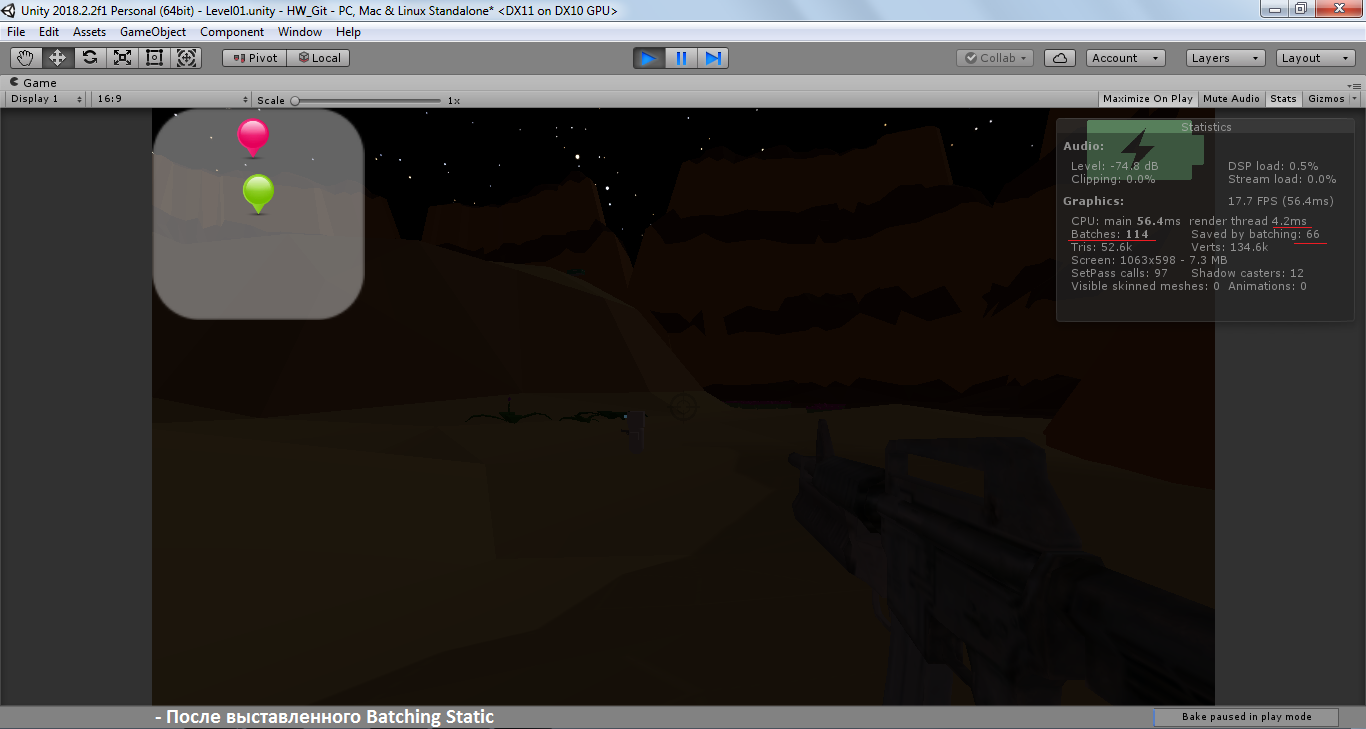 Unity 2018.2.2f1 Personal (64bit) - Level01.unity - HW_Git - PC, Mac & Linux Standalone* <DX11 on DX10 GPU>
File Edit Assets GameObject Component Window Help
Pivot Local Collab Account Layers Layout
Game
Display 1 16:9 Scale 1x Maximize On Play Mute Audio Stats Gizmos
Statistics
Audio:
Level: -74.8 dB DSP load: 0.5%
Clipping: 0.0% Stream load: 0.0%
Graphics: 17.7 FPS (56.4ms)
CPU: main 56.4ms render thread 4.2ms
Batches: 114 Saved by batching: 66
Tris: 52.6k Verts: 134.6k
Screen: 1063x598 - 7.3 MB
SetPass calls: 97 Shadow casters: 12
Visible skinned meshes: 0 Animations: 0
- После выставленного Batching Static
Bake paused in play mode